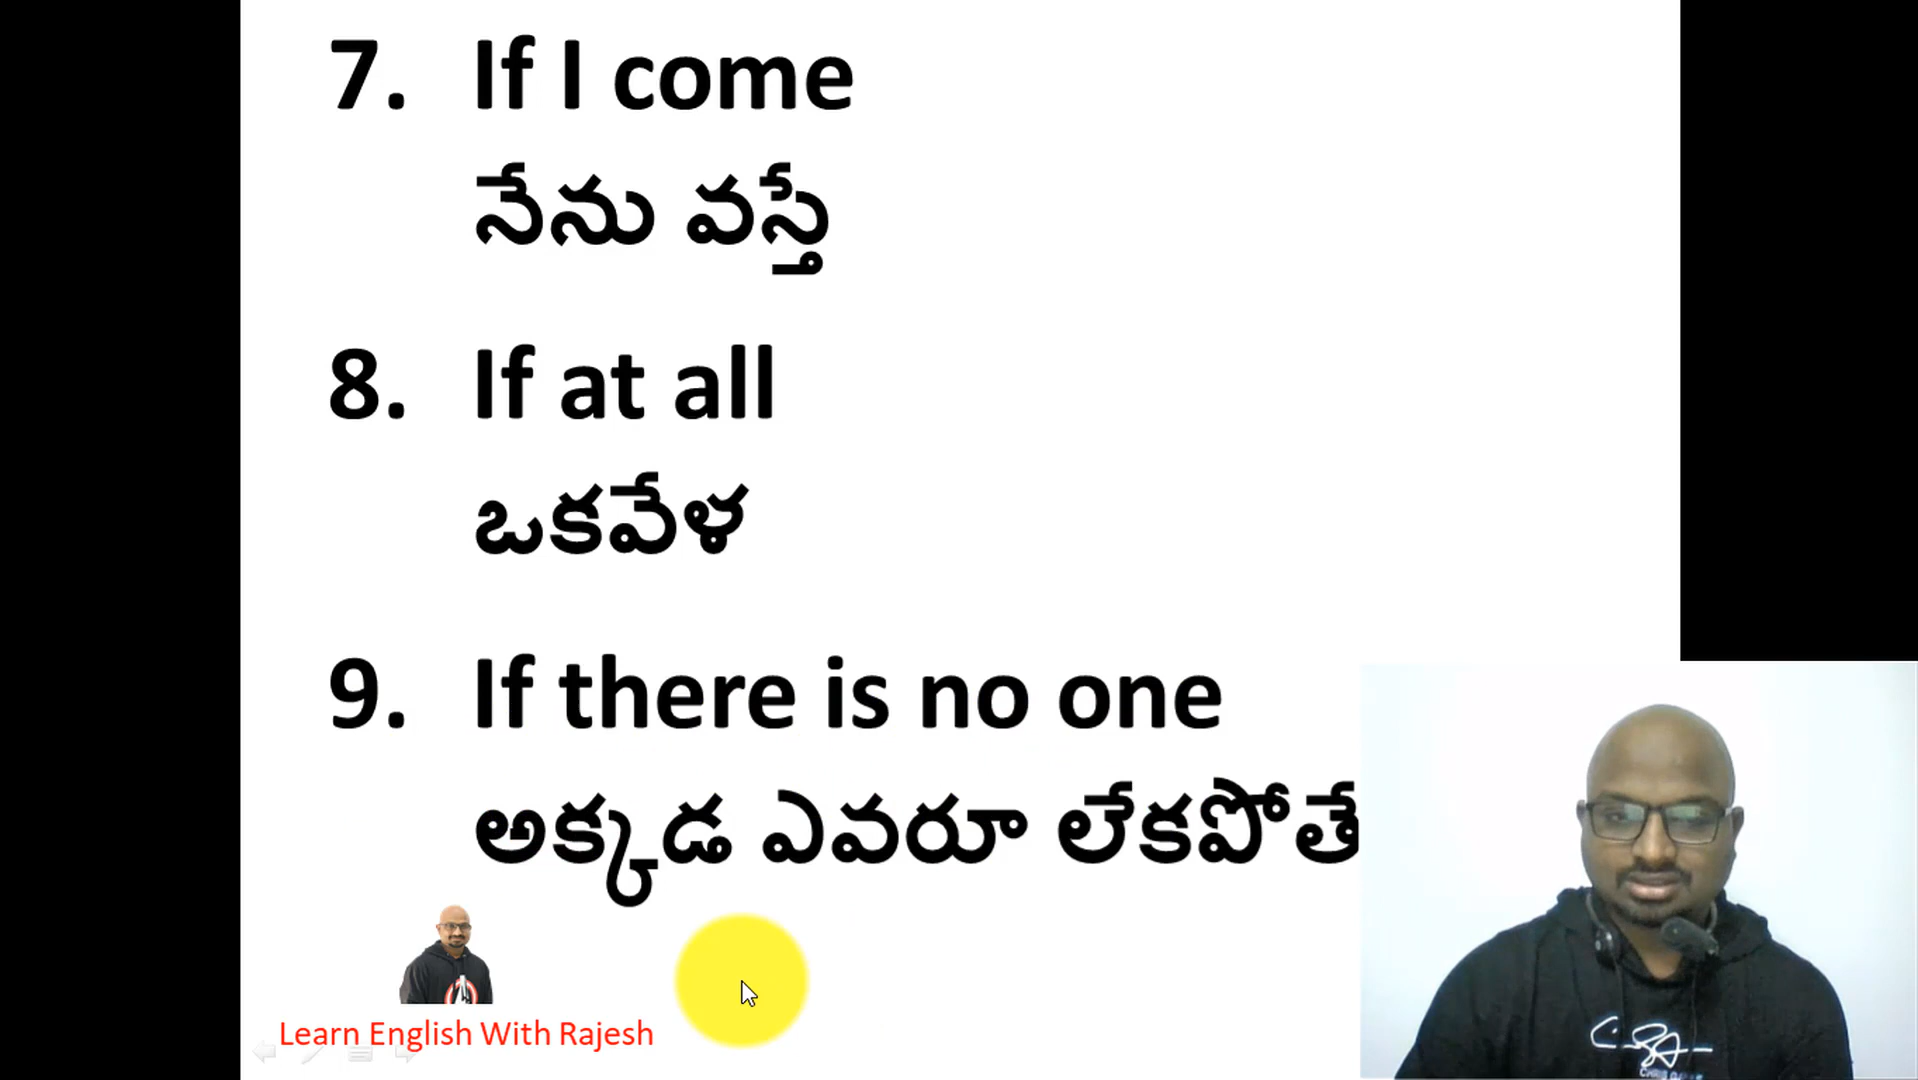 7. If I come
నేను వస్తే
8. If at all
ఒకవేళ
9. If there is no one
అక్కడ ఎవరూ లేకపోతే
Learn English With Rajesh